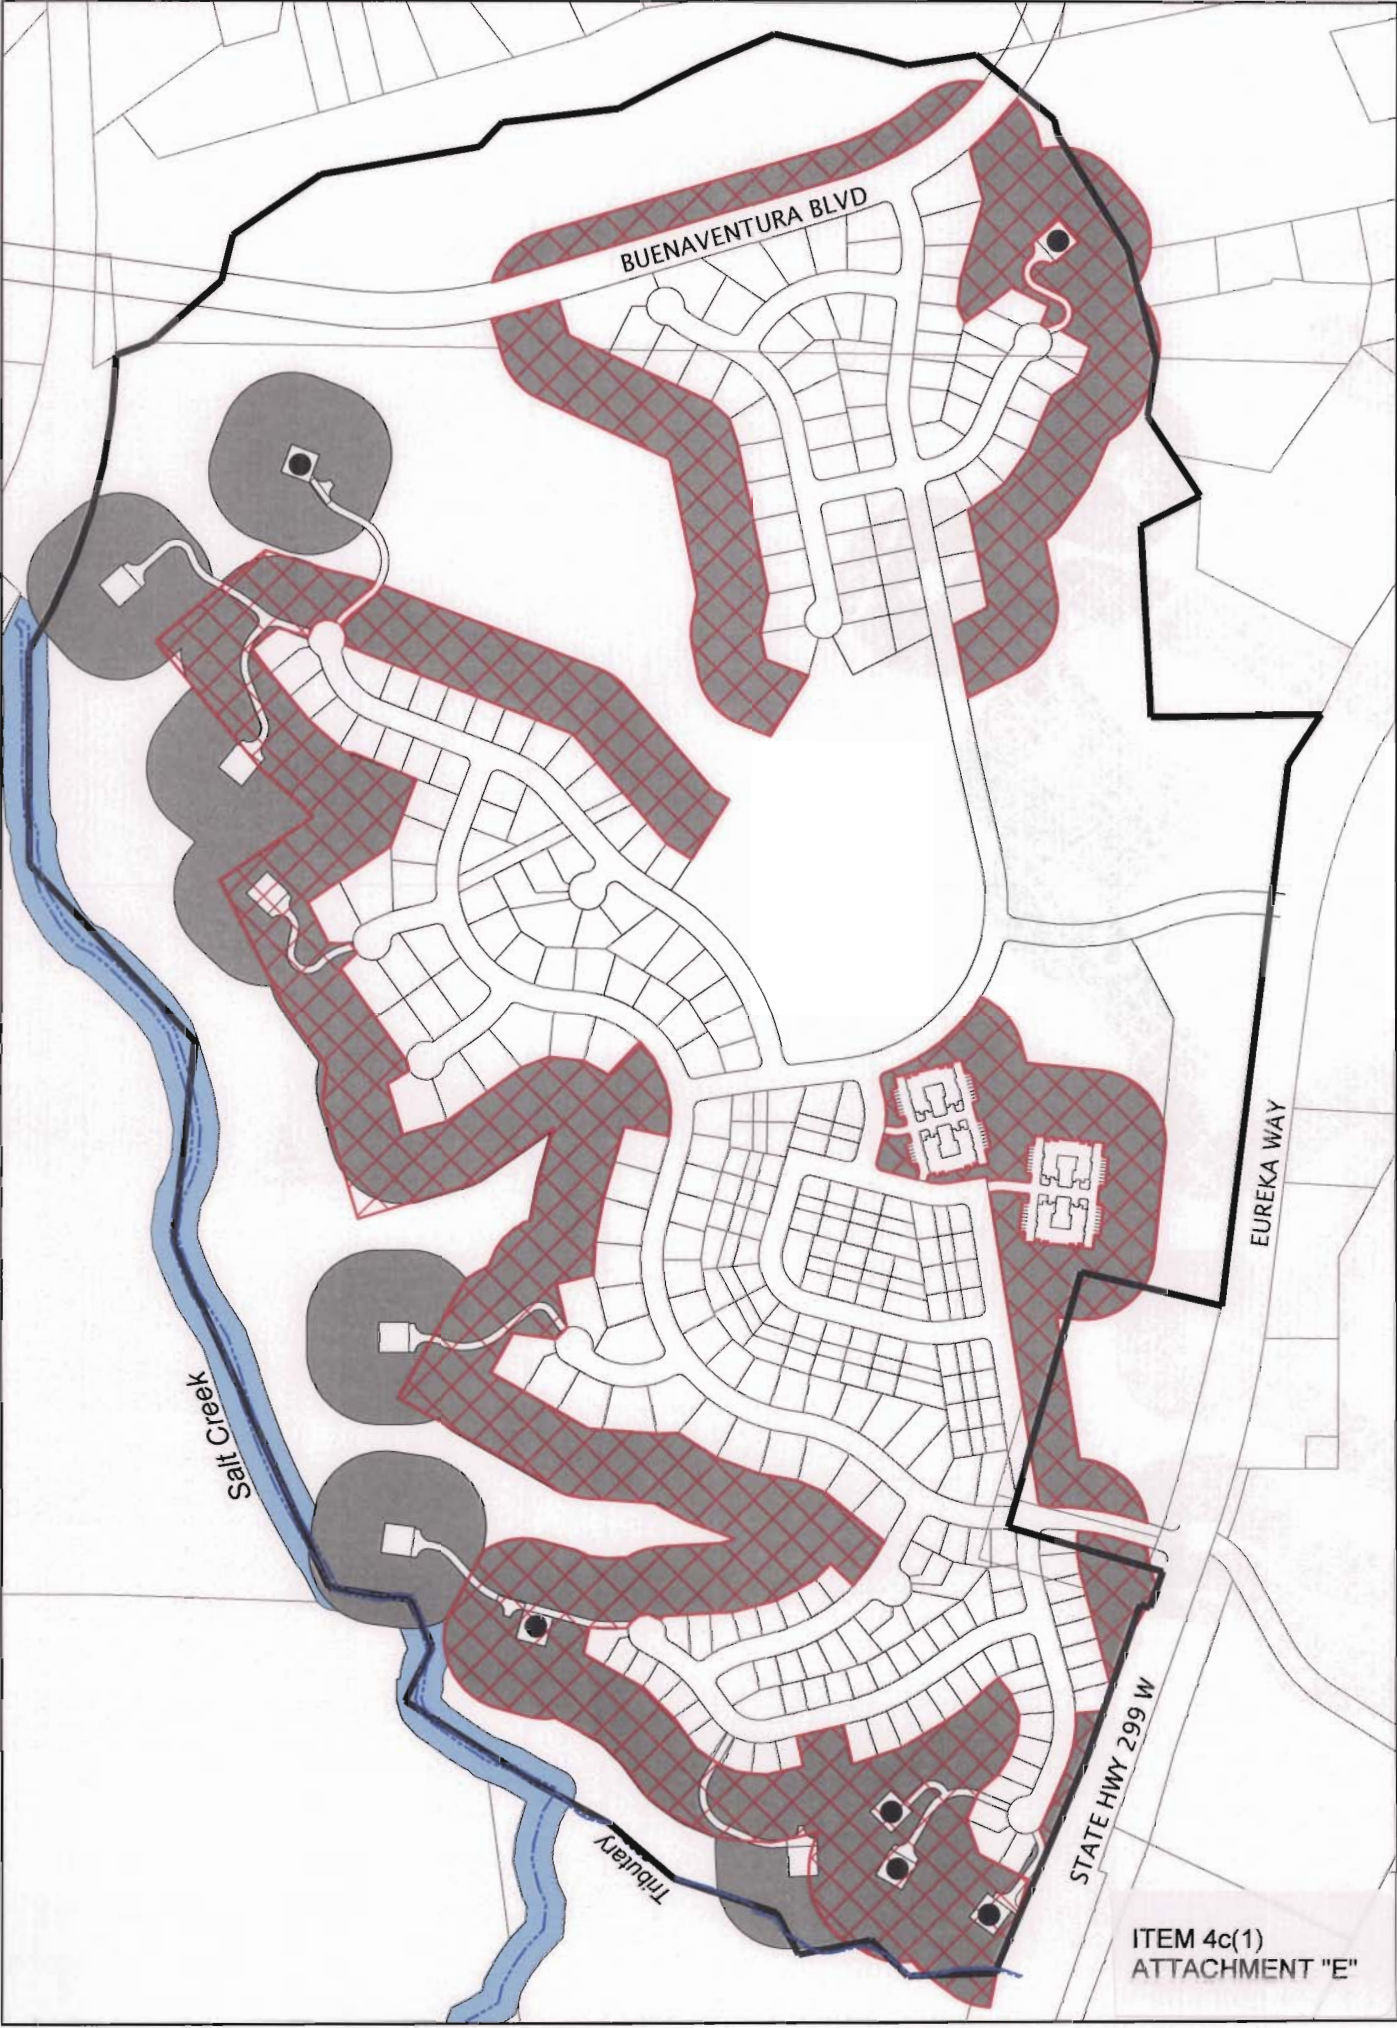 BUENAVENTURA BLVD
EUREKA WAY
Salt Creek
STATE HWY 299 W
Tributary
ITEM 4c(1)
ATTACHMENT "E"